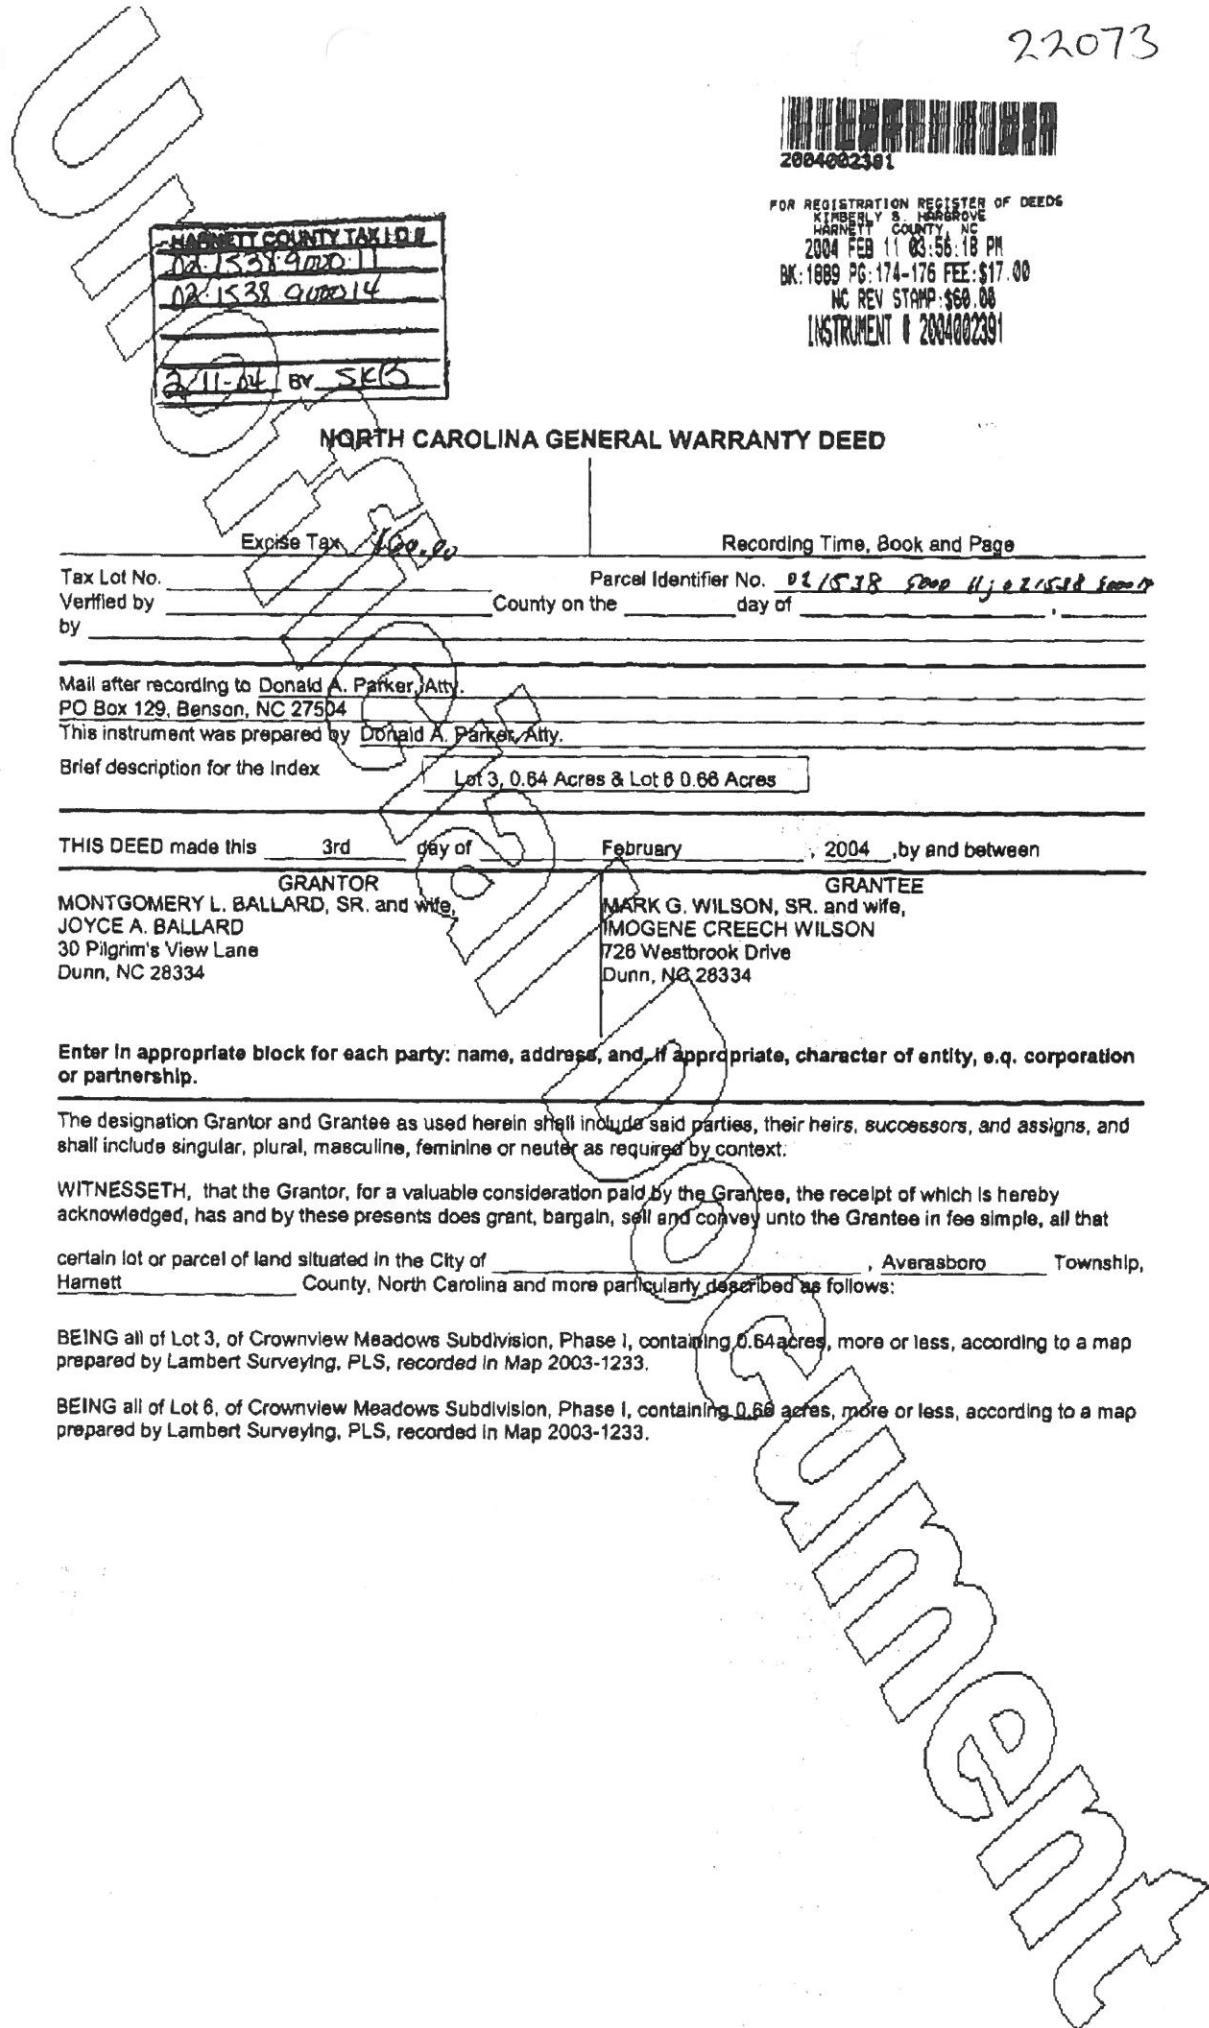 22073
2004002391
FOR REGISTRATION REGISTER OF DEEDS
KIMBERLY S. HARGROVE
HARNETT COUNTY, NC
2004 FEB 11 03:56:18 PM
BK:1889 PG:174-176 FEE:$17.00
NC REV STAMP:$60.00
INSTRUMENT # 2004002391
HARNETT COUNTY TAX I D #
02.1538.9000.11
02.1538 9000 14
2-11-04 BY SKB
NORTH CAROLINA GENERAL WARRANTY DEED
Excise Tax $60.00 Recording Time, Book and Page
Tax Lot No. Parcel Identifier No. 021538
Verified by County on the day of ,
by
Mail after recording to Donald A. Parker, Atty.
PO Box 129, Benson, NC 27504
This instrument was prepared by Donald A. Parker, Atty.
Brief description for the Index Lot 3, 0.64 Acres & Lot 6 0.66 Acres
THIS DEED made this 3rd day of February , 2004 ,by and between
GRANTOR GRANTEE
MONTGOMERY L. BALLARD, SR. and wife, MARK G. WILSON, SR. and wife,
JOYCE A. BALLARD IMOGENE CREECH WILSON
30 Pilgrim's View Lane 726 Westbrook Drive
Dunn, NC 28334 Dunn, NC 28334
Enter in appropriate block for each party: name, address, and, if appropriate, character of entity, e.q. corporation
or partnership.
The designation Grantor and Grantee as used herein shall include said parties, their heirs, successors, and assigns, and
shall include singular, plural, masculine, feminine or neuter as required by context.
WITNESSETH, that the Grantor, for a valuable consideration paid by the Grantee, the receipt of which is hereby
acknowledged, has and by these presents does grant, bargain, sell and convey unto the Grantee in fee simple, all that
certain lot or parcel of land situated in the City of , Averasboro Township,
Harnett County, North Carolina and more particularly described as follows:
BEING all of Lot 3, of Crownview Meadows Subdivision, Phase I, containing 0.64acres, more or less, according to a map
prepared by Lambert Surveying, PLS, recorded in Map 2003-1233.
BEING all of Lot 6, of Crownview Meadows Subdivision, Phase I, containing 0.66 acres, more or less, according to a map
prepared by Lambert Surveying, PLS, recorded in Map 2003-1233.
Unofficial Document